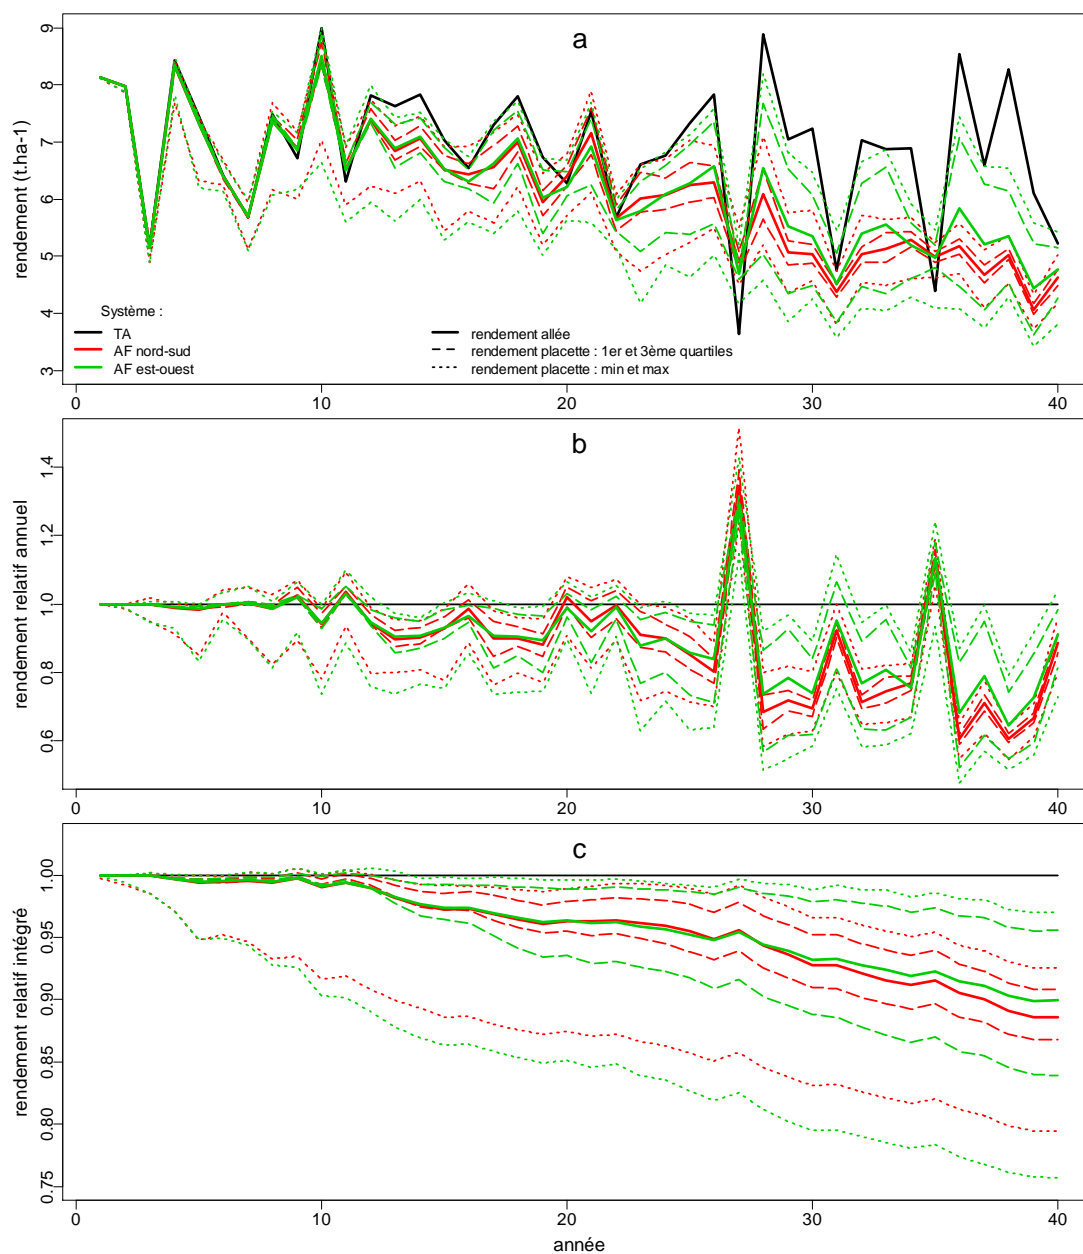 a
rendement (t.ha-1)
9
8
7
6
5
4
3
Système :
TA
AF nord-sud
AF est-ouest
rendement allée
rendement placette : 1er et 3ème quartiles
rendement placette : min et max
0 10 20 30 40
b
rendement relatif annuel
1.4
1.2
1.0
0.8
0.6
0 10 20 30 40
c
rendement relatif intégré
1.00
0.95
0.90
0.85
0.80
0.75
0 10 20 30 40
année